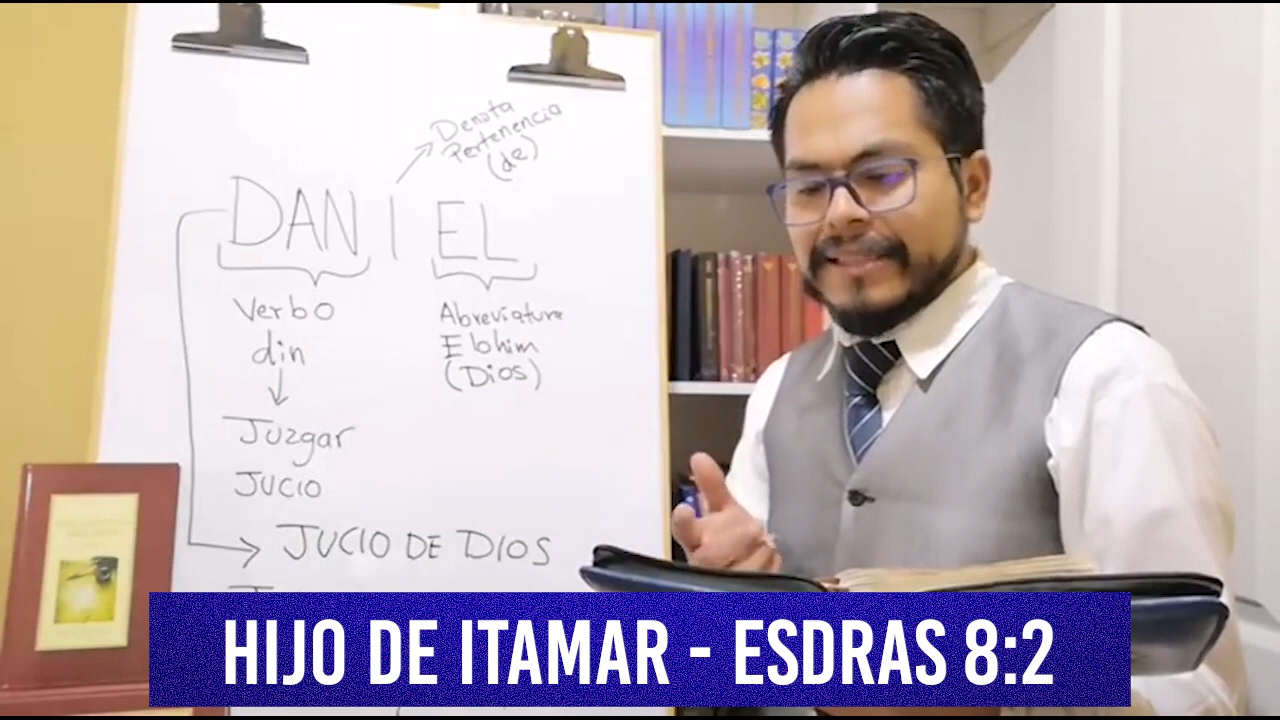 Denota
Pertenencia
(de)
DAN I EL
Verbo
din
Juzgar
JUCIO
Abreviatura
Elohim
(Dios)
JUCIO DE DIOS
HIJO DE ITAMAR - ESDRAS 8:2